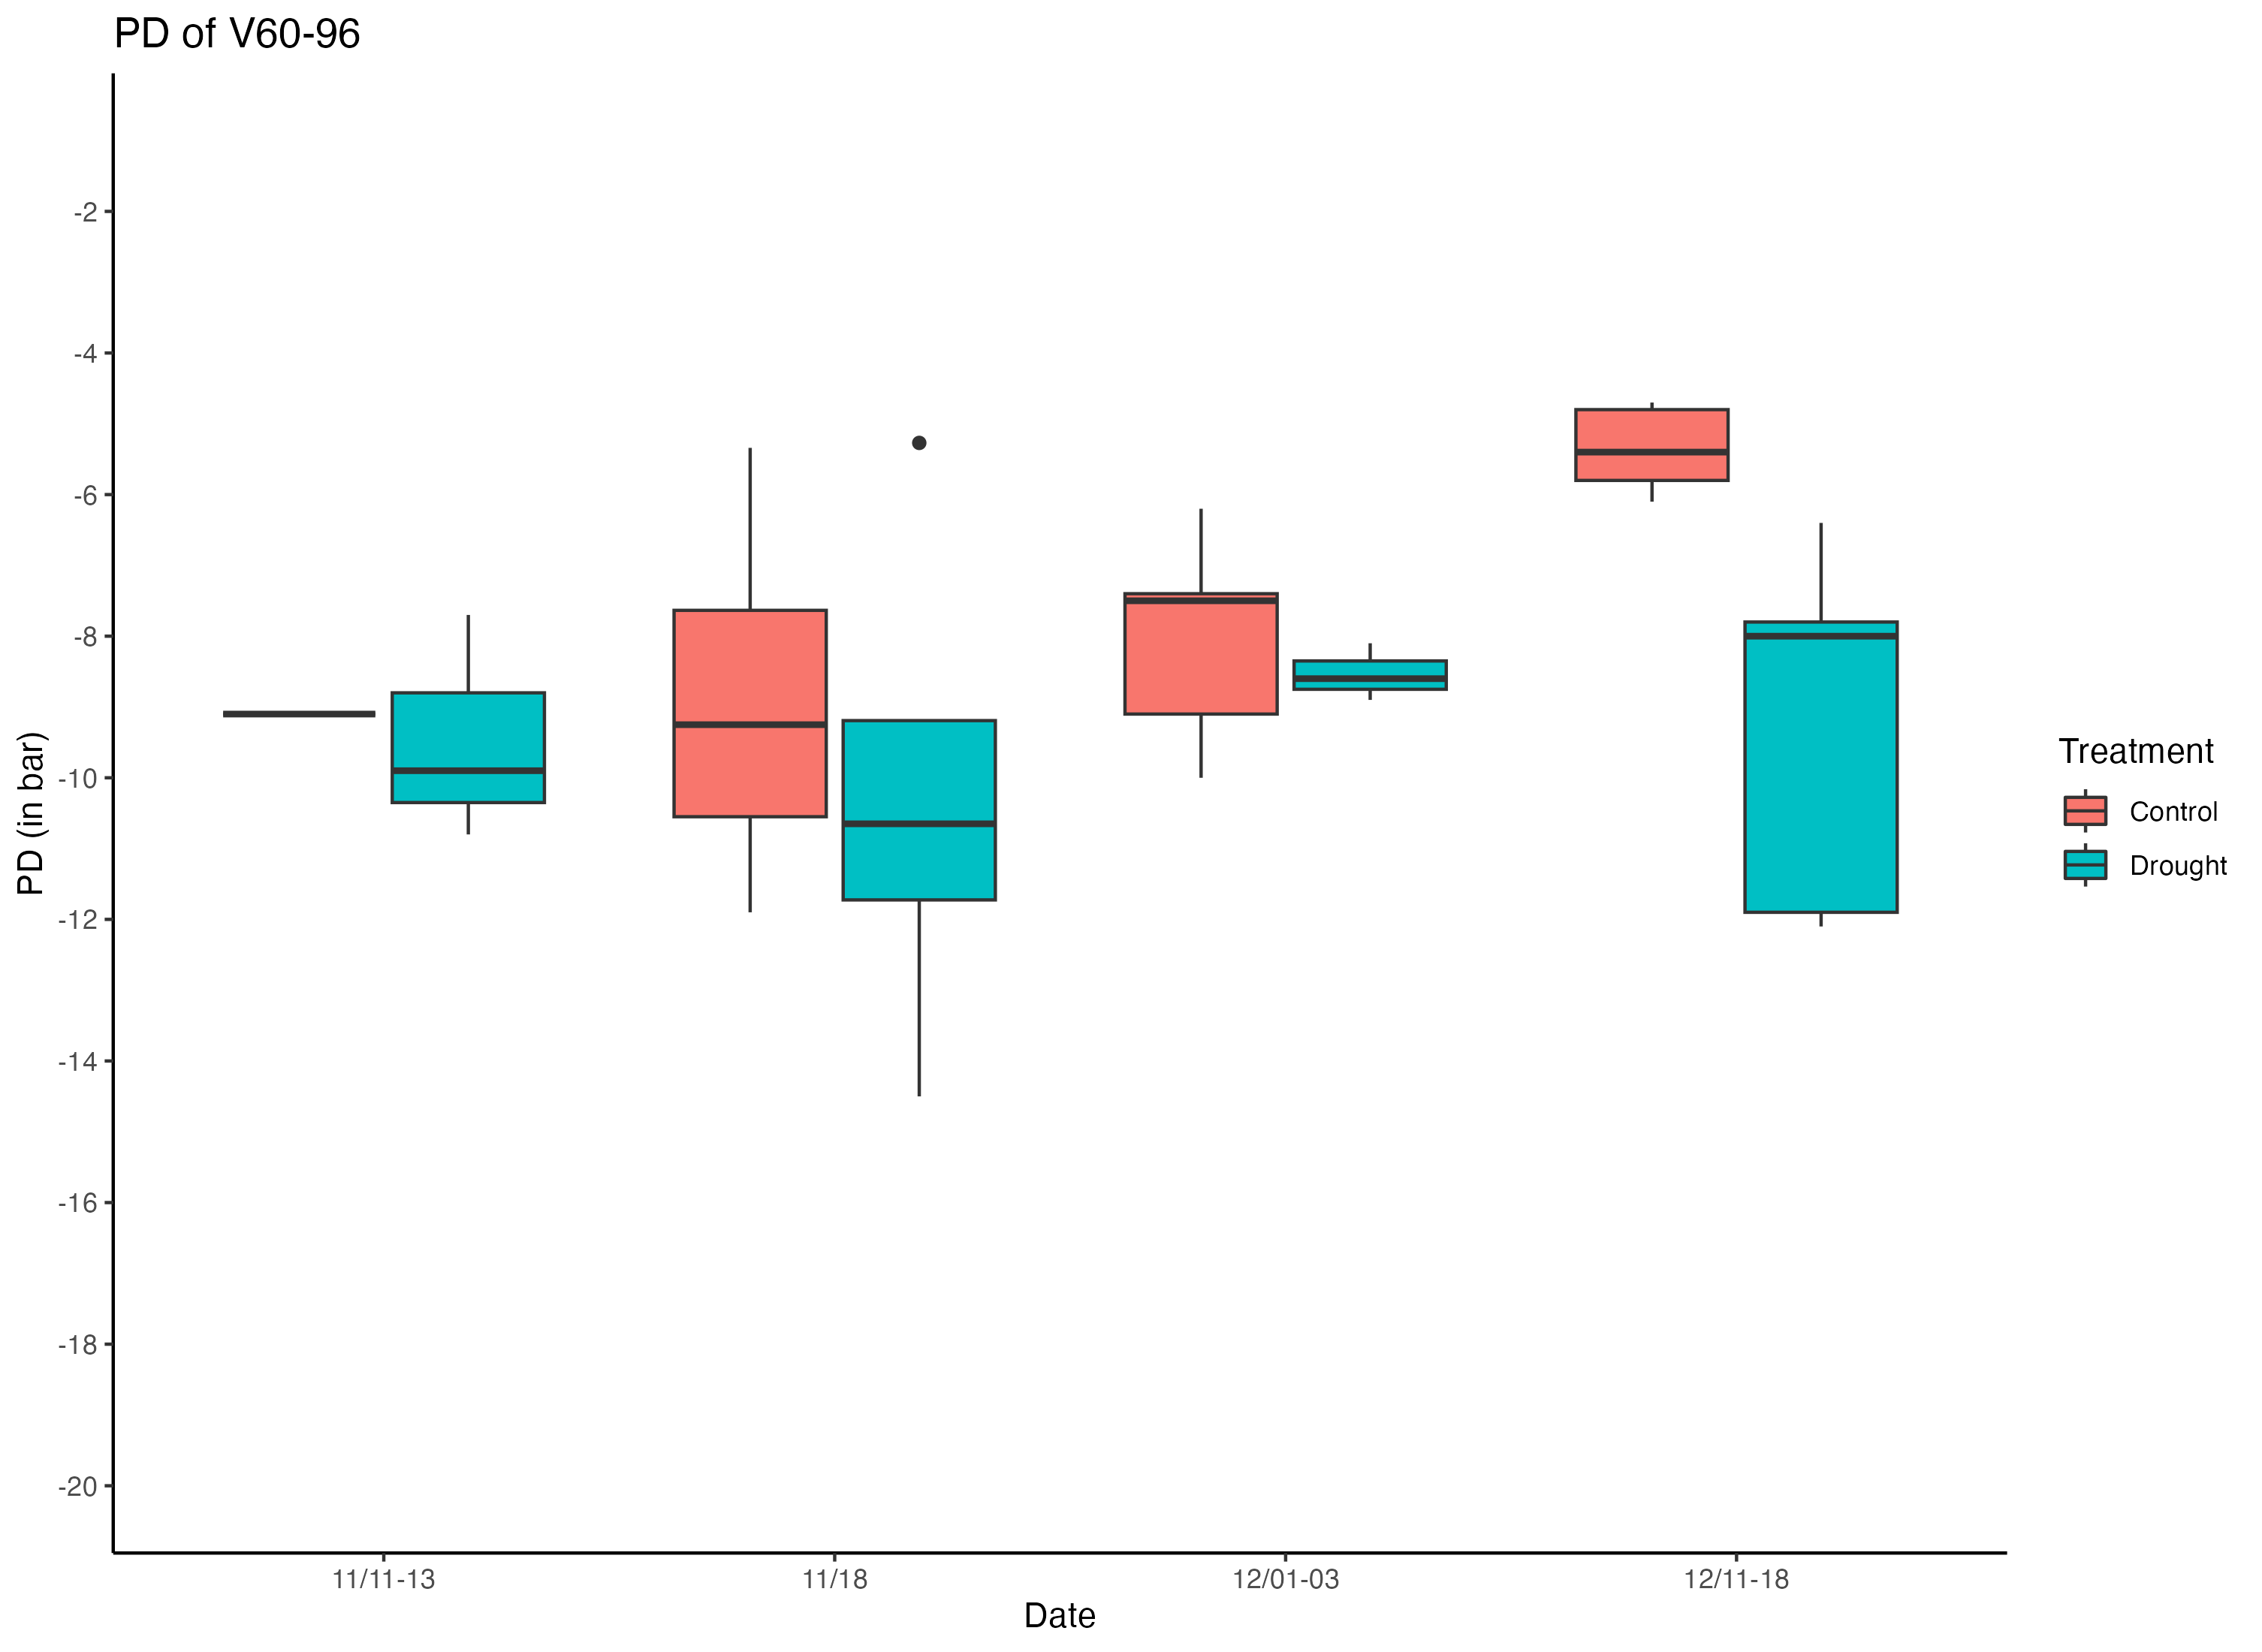 PD of V60-96
PD (in bar)
-2
-4
-6
-8
-10
-12
-14
-16
-18
-20
11/11-13
11/18
12/01-03
12/11-18
Date
Treatment
Control
Drought